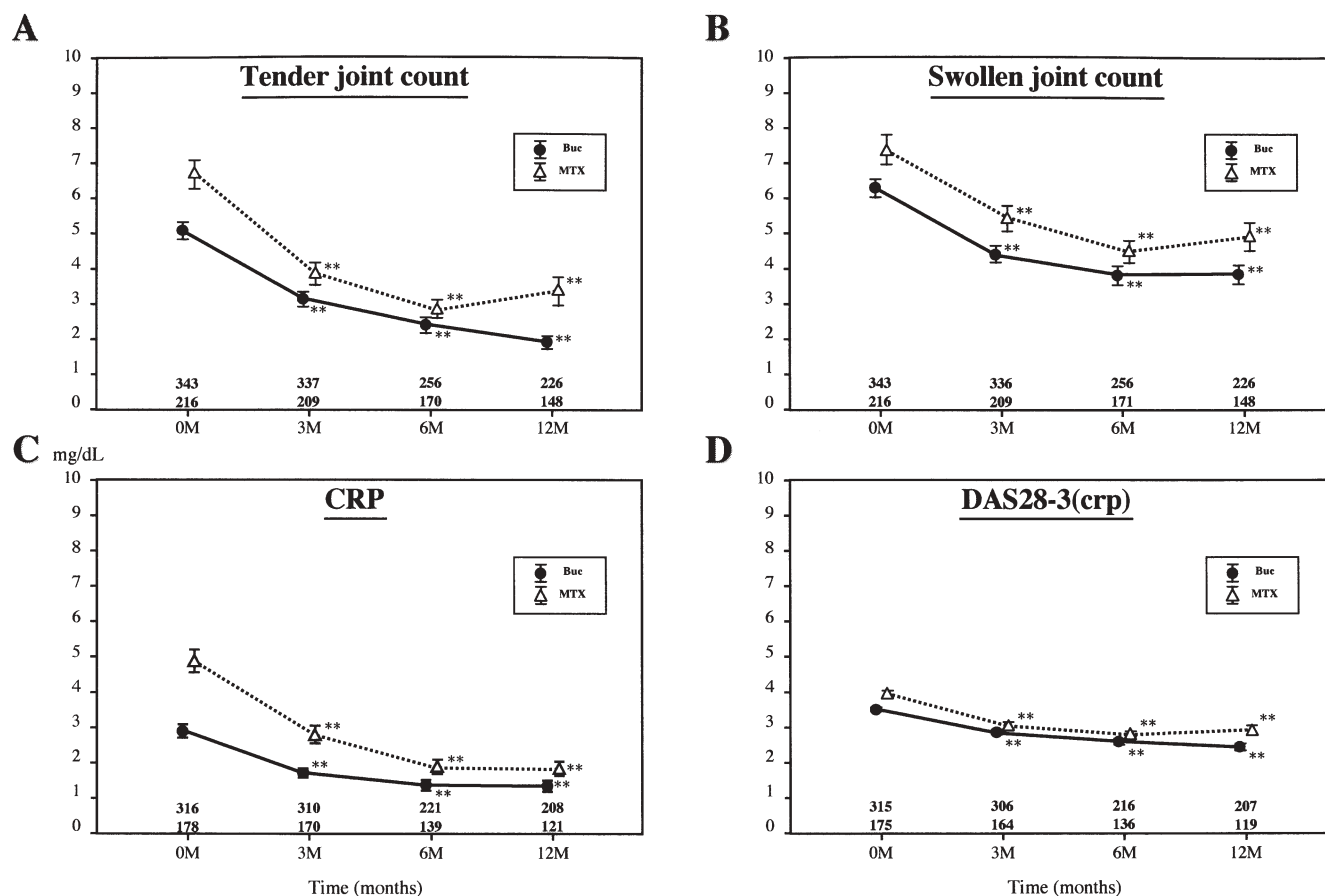 A
Tender joint count
10
9
8
7
6
5
4
3
2
1
0
Buc
MTX
**
**
**
**
**
**
343 337 256 226
216 209 170 148
0M 3M 6M 12M
B
Swollen joint count
10
9
8
7
6
5
4
3
2
1
0
Buc
MTX
**
**
**
**
**
**
343 336 256 226
216 209 171 148
0M 3M 6M 12M
C mg/dL
CRP
10
9
8
7
6
5
4
3
2
1
0
Buc
MTX
**
**
**
**
**
**
316 310 221 208
178 170 139 121
0M 3M 6M 12M
Time (months)
D
DAS28-3(crp)
10
9
8
7
6
5
4
3
2
1
0
Buc
MTX
**
**
**
**
**
**
315 306 216 207
175 164 136 119
0M 3M 6M 12M
Time (months)